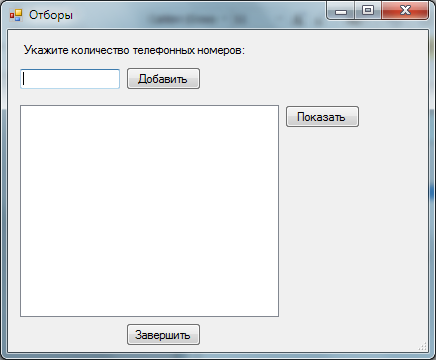 Отборы
Укажите количество телефонных номеров:
Добавить
Показать
Завершить